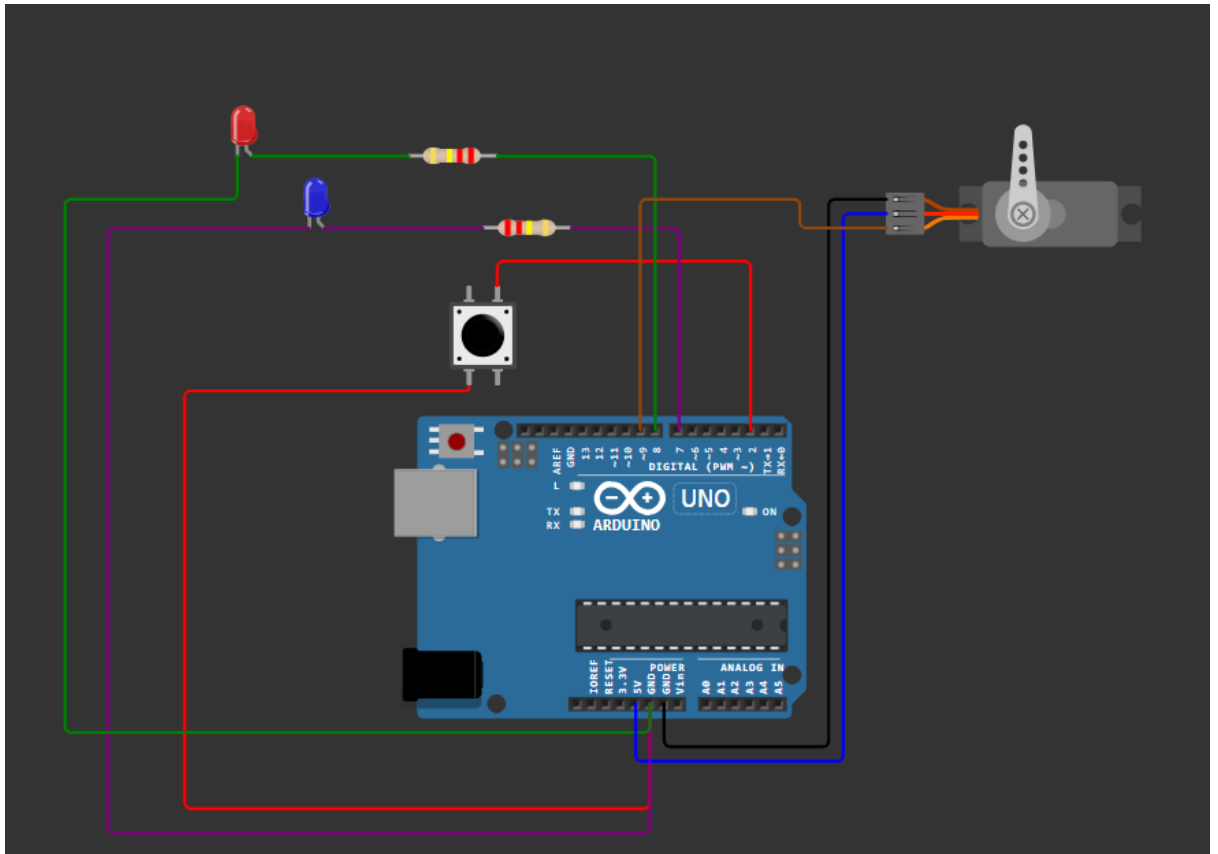 AREF
GND
13
12
~11
~10
~9
8
7
~6
~5
4
~3
2
TX→1
RX←0
DIGITAL (PWM ~)
L
UNO
TX
RX
ARDUINO
ON
POWER
ANALOG IN
IOREF
RESET
3.3V
5V
GND
GND
Vin
A0
A1
A2
A3
A4
A5